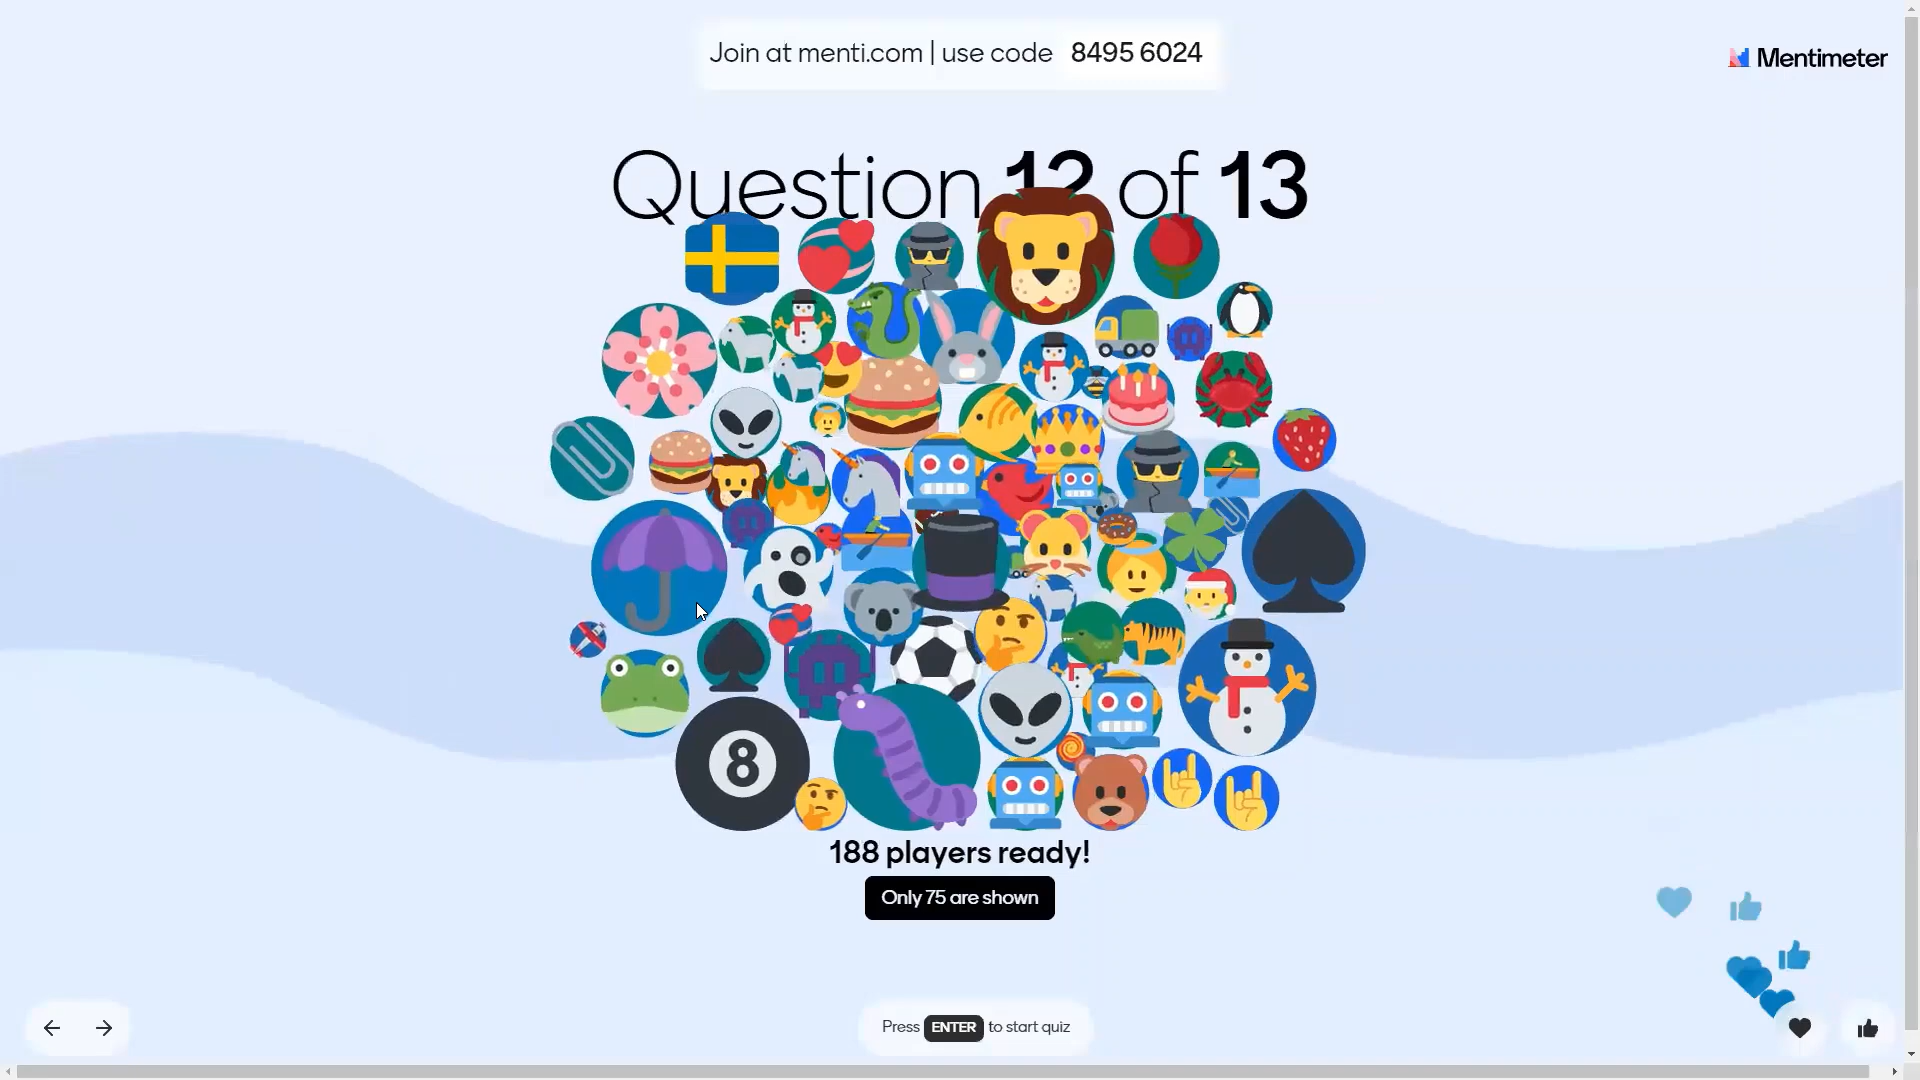 Join at menti.com | use code 8495 6024
Mentimeter
Question 12 of 13
8
188 players ready!
Only 75 are shown
Press ENTER to start quiz